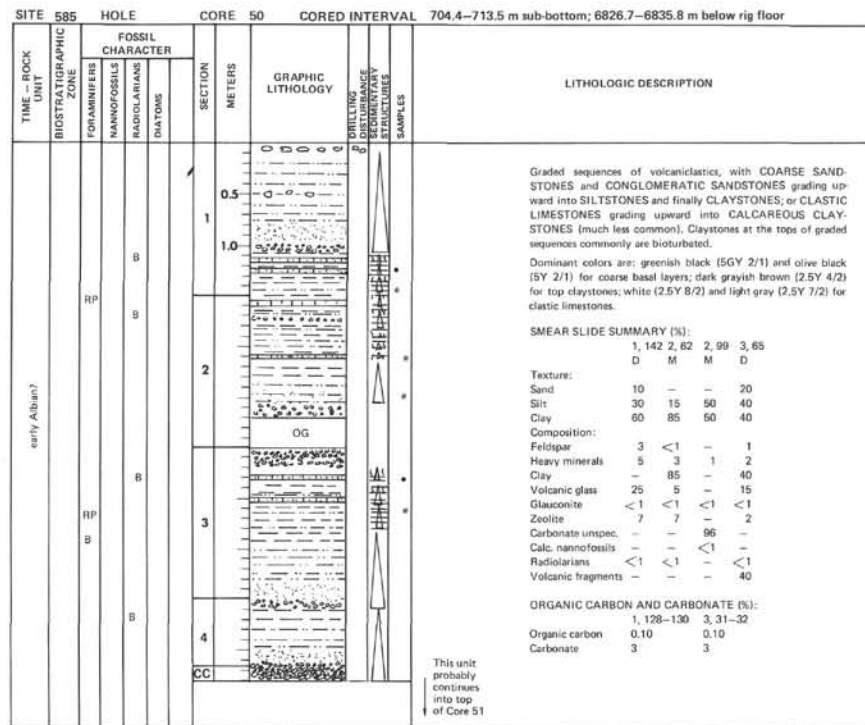 SITE 585 HOLE CORE 50 CORED INTERVAL 704.4–713.5 m sub-bottom; 6826.7–6835.8 m below rig floor
TIME – ROCK UNIT
BIOSTRATIGRAPHIC ZONE
FOSSIL CHARACTER
FORAMINIFERS
NANNOFOSSILS
RADIOLARIANS
DIATOMS
SECTION
METERS
GRAPHIC LITHOLOGY
DRILLING DISTURBANCE
SEDIMENTARY STRUCTURES
SAMPLES
LITHOLOGIC DESCRIPTION
early Albian?
RP
RP
B
B
B
B
B
1
0.5
1.0
2
OG
3
4
CC
Graded sequences of volcaniclastics, with COARSE SAND-
STONES and CONGLOMERATIC SANDSTONES grading up-
ward into SILTSTONES and finally CLAYSTONES; or CLASTIC
LIMESTONES grading upward into CALCAREOUS CLAY-
STONES (much less common). Claystones at the tops of graded
sequences commonly are bioturbated.
Dominant colors are: greenish black (5GY 2/1) and olive black
(5Y 2/1) for coarse basal layers; dark grayish brown (2.5Y 4/2)
for top claystones; white (2.5Y 8/2) and light gray (2.5Y 7/2) for
clastic limestones.
SMEAR SLIDE SUMMARY (%):
1, 142 2, 62 2, 99 3, 65
D M M D
Texture:
Sand 10 – – 20
Silt 30 15 50 40
Clay 60 85 50 40
Composition:
Feldspar 3 <1 – 1
Heavy minerals 5 3 1 2
Clay – 85 – 40
Volcanic glass 25 5 – 15
Glauconite <1 <1 <1 <1
Zeolite 7 7 – 2
Carbonate unspec. – – 96 –
Calc. nannofossils – – <1 –
Radiolarians <1 <1 – <1
Volcanic fragments – – – 40
ORGANIC CARBON AND CARBONATE (%):
1, 128–130 3, 31–32
Organic carbon 0.10 0.10
Carbonate 3 3
This unit
probably
continues
into top
of Core 51